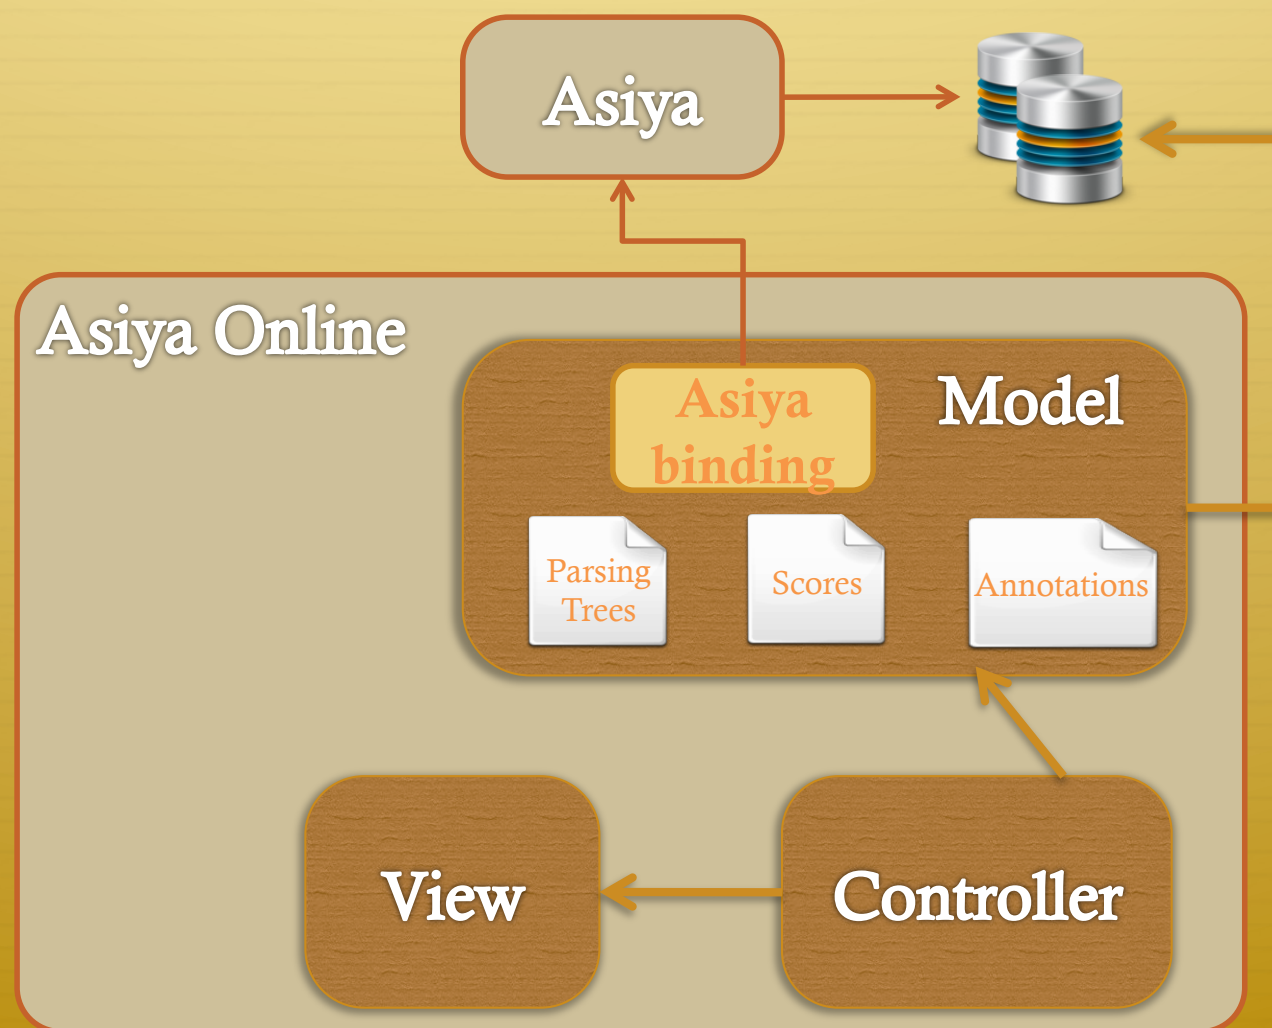 Asiya
Asiya Online
Model
Asiya
binding
Parsing
Trees
Scores
Annotations
View
Controller